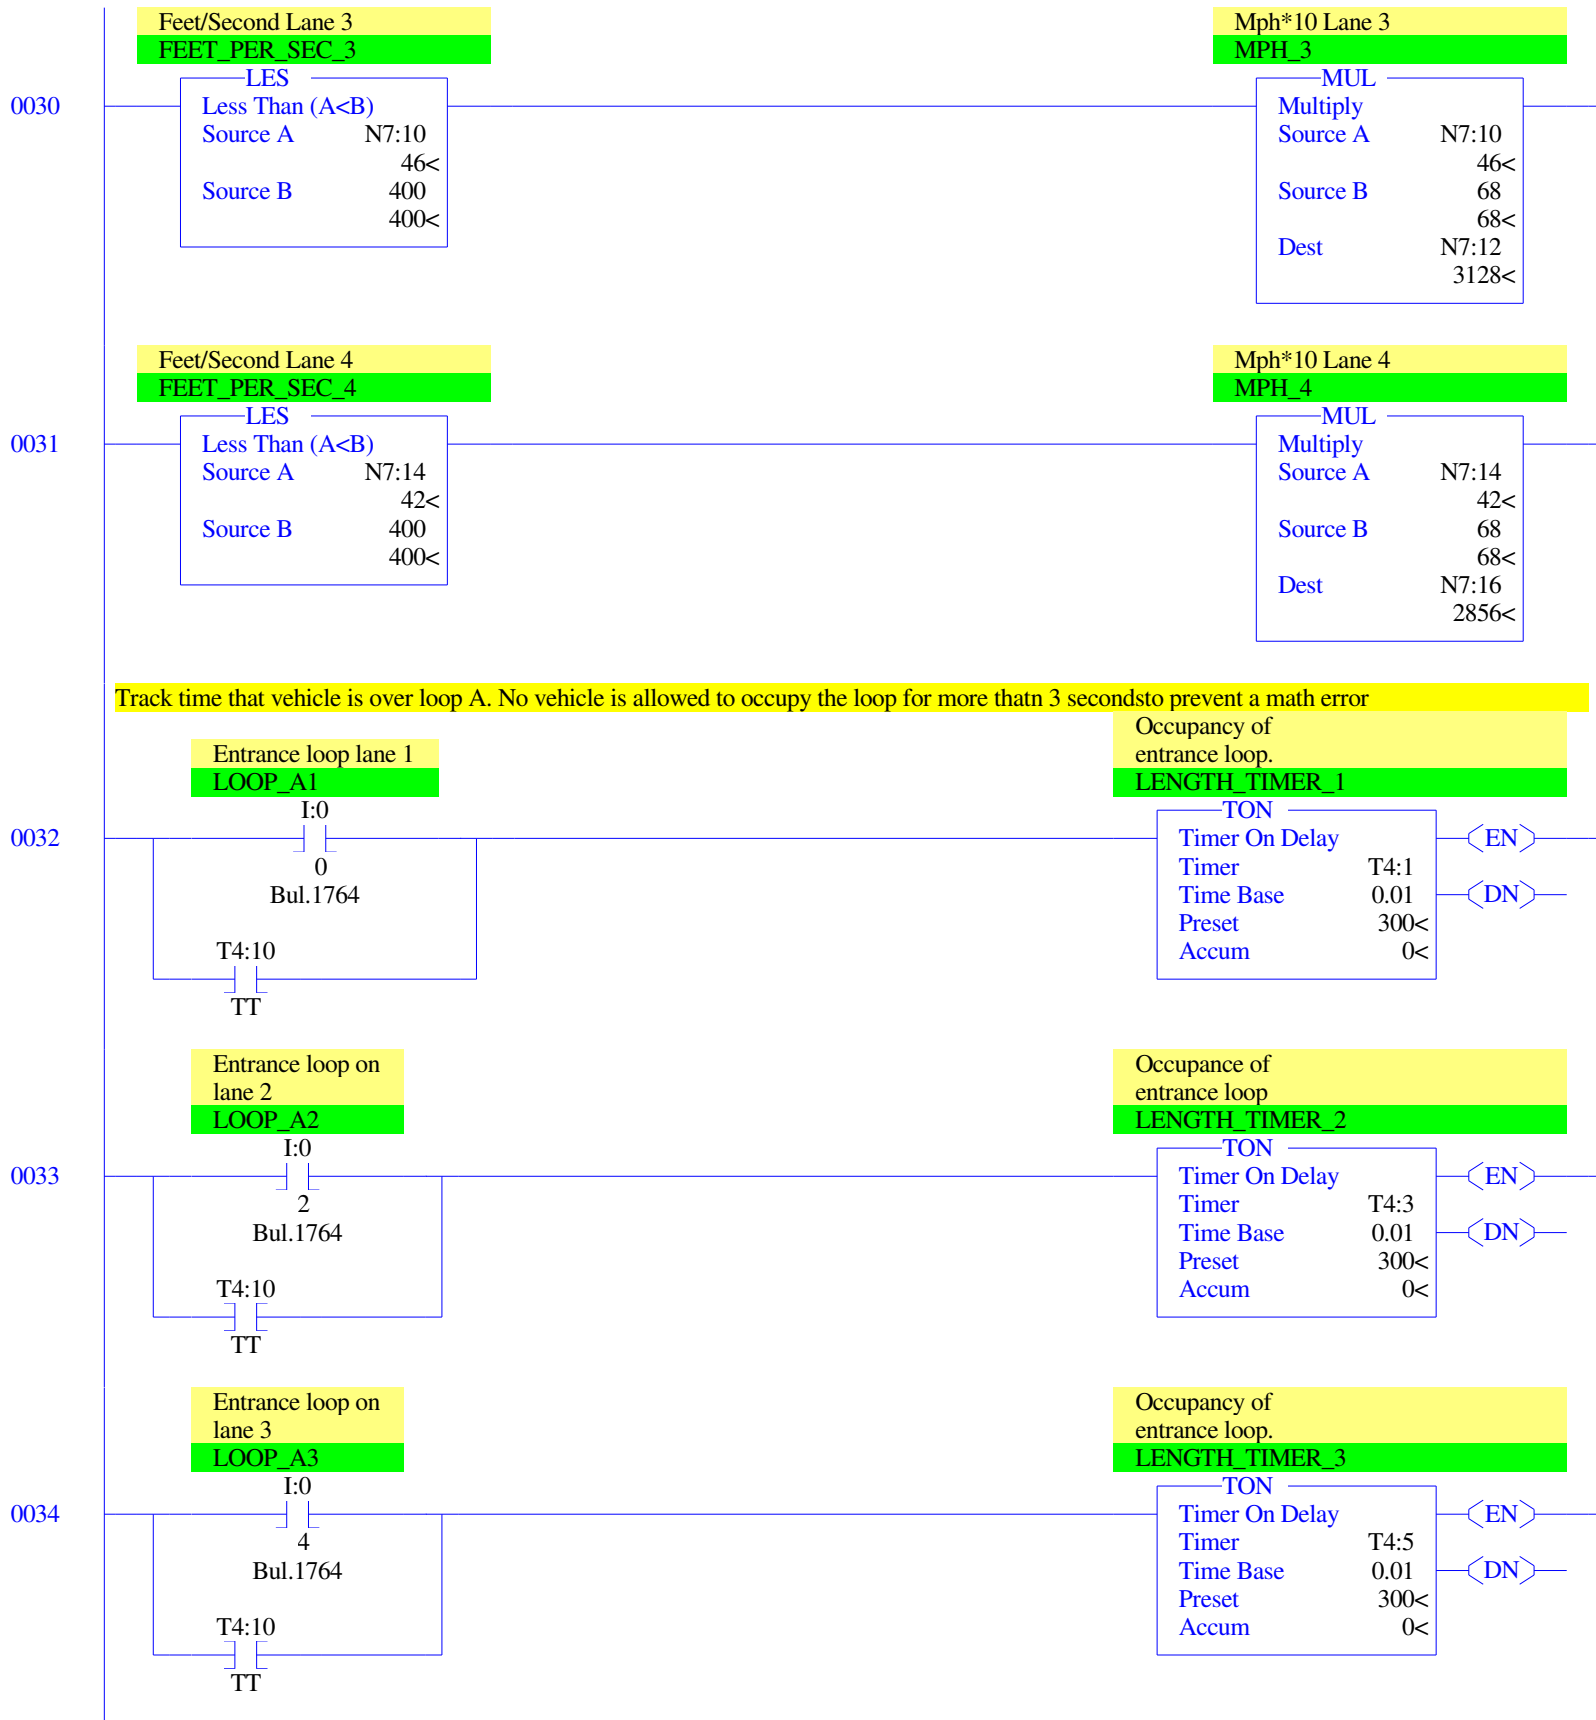 Feet/Second Lane 3
FEET_PER_SEC_3
Mph*10 Lane 3
MPH_3
0030
LES
Less Than (A<B)
Source A N7:10
46<
Source B 400
400<
MUL
Multiply
Source A N7:10
46<
Source B 68
68<
Dest N7:12
3128<
Feet/Second Lane 4
FEET_PER_SEC_4
Mph*10 Lane 4
MPH_4
0031
LES
Less Than (A<B)
Source A N7:14
42<
Source B 400
400<
MUL
Multiply
Source A N7:14
42<
Source B 68
68<
Dest N7:16
2856<
Track time that vehicle is over loop A. No vehicle is allowed to occupy the loop for more thatn 3 secondsto prevent a math error
Entrance loop lane 1
LOOP_A1
I:0
0
Bul.1764
T4:10
TT
0032
Occupancy of
entrance loop.
LENGTH_TIMER_1
TON
Timer On Delay
Timer T4:1
Time Base 0.01
Preset 300<
Accum 0<
EN
DN
Entrance loop on
lane 2
LOOP_A2
I:0
2
Bul.1764
T4:10
TT
0033
Occupance of
entrance loop
LENGTH_TIMER_2
TON
Timer On Delay
Timer T4:3
Time Base 0.01
Preset 300<
Accum 0<
EN
DN
Entrance loop on
lane 3
LOOP_A3
I:0
4
Bul.1764
T4:10
TT
0034
Occupancy of
entrance loop.
LENGTH_TIMER_3
TON
Timer On Delay
Timer T4:5
Time Base 0.01
Preset 300<
Accum 0<
EN
DN